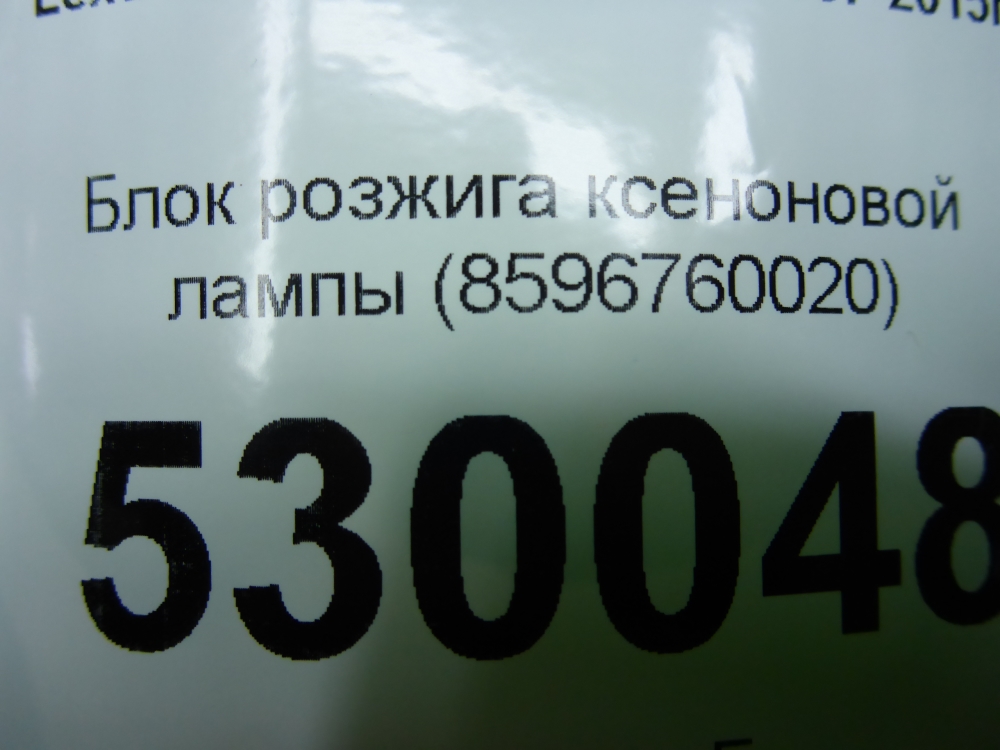 Блок розжига ксеноновой
лампы (8596760020)
530048